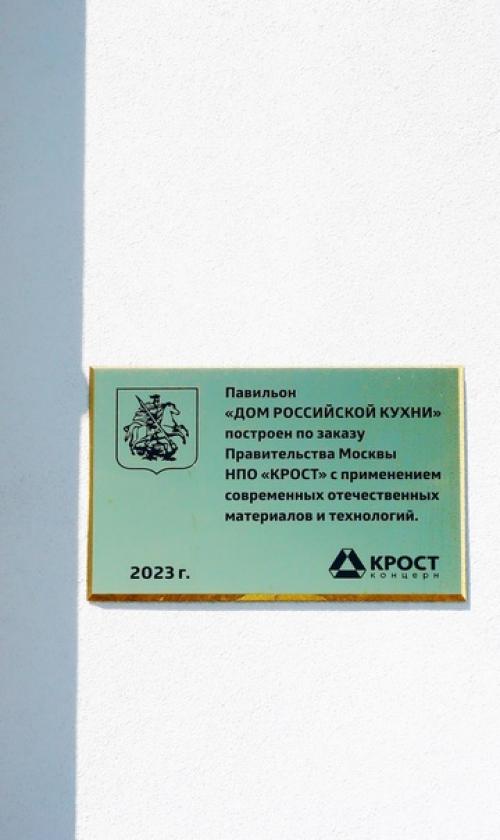 Павильон
«ДОМ РОССИЙСКОЙ КУХНИ»
построен по заказу
Правительства Москвы
НПО «КРОСТ» с применением
современных отечественных
материалов и технологий.
2023 г.
КРОСТ
концерн